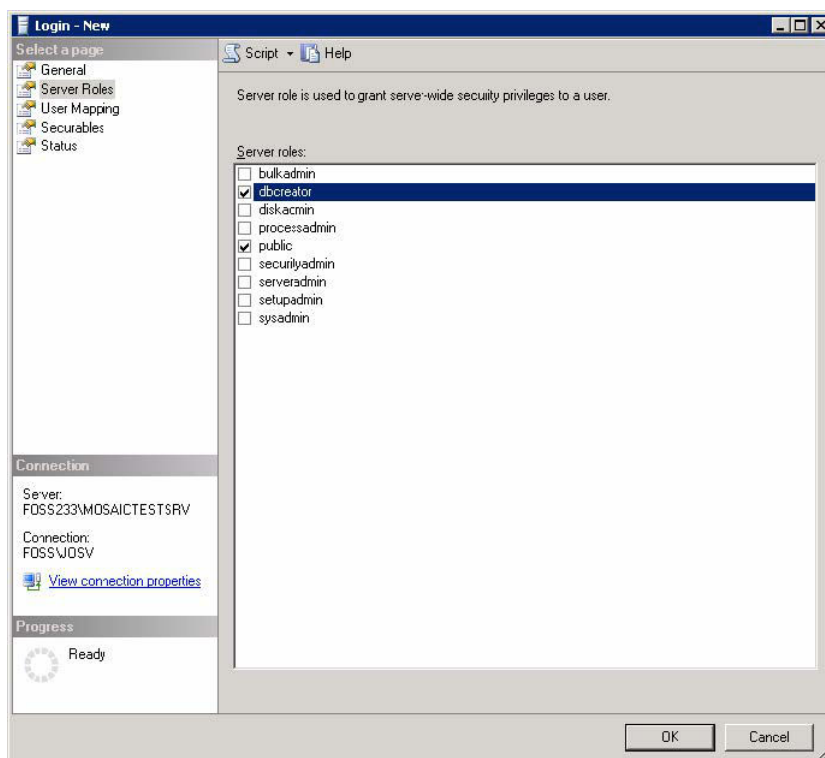 Login - New
Select a page
General
Server Roles
User Mapping
Securables
Status
Script Help
Server role is used to grant server-wide security privileges to a user.
Server roles:
bulkadmin
dbcreator
diskadmin
processadmin
public
securityadmin
serveradmin
setupadmin
sysadmin
Connection
Server:
FOSS233\MOSAICTESTSRV
Connection:
FOSS\JOSV
View connection properties
Progress
Ready
OK Cancel